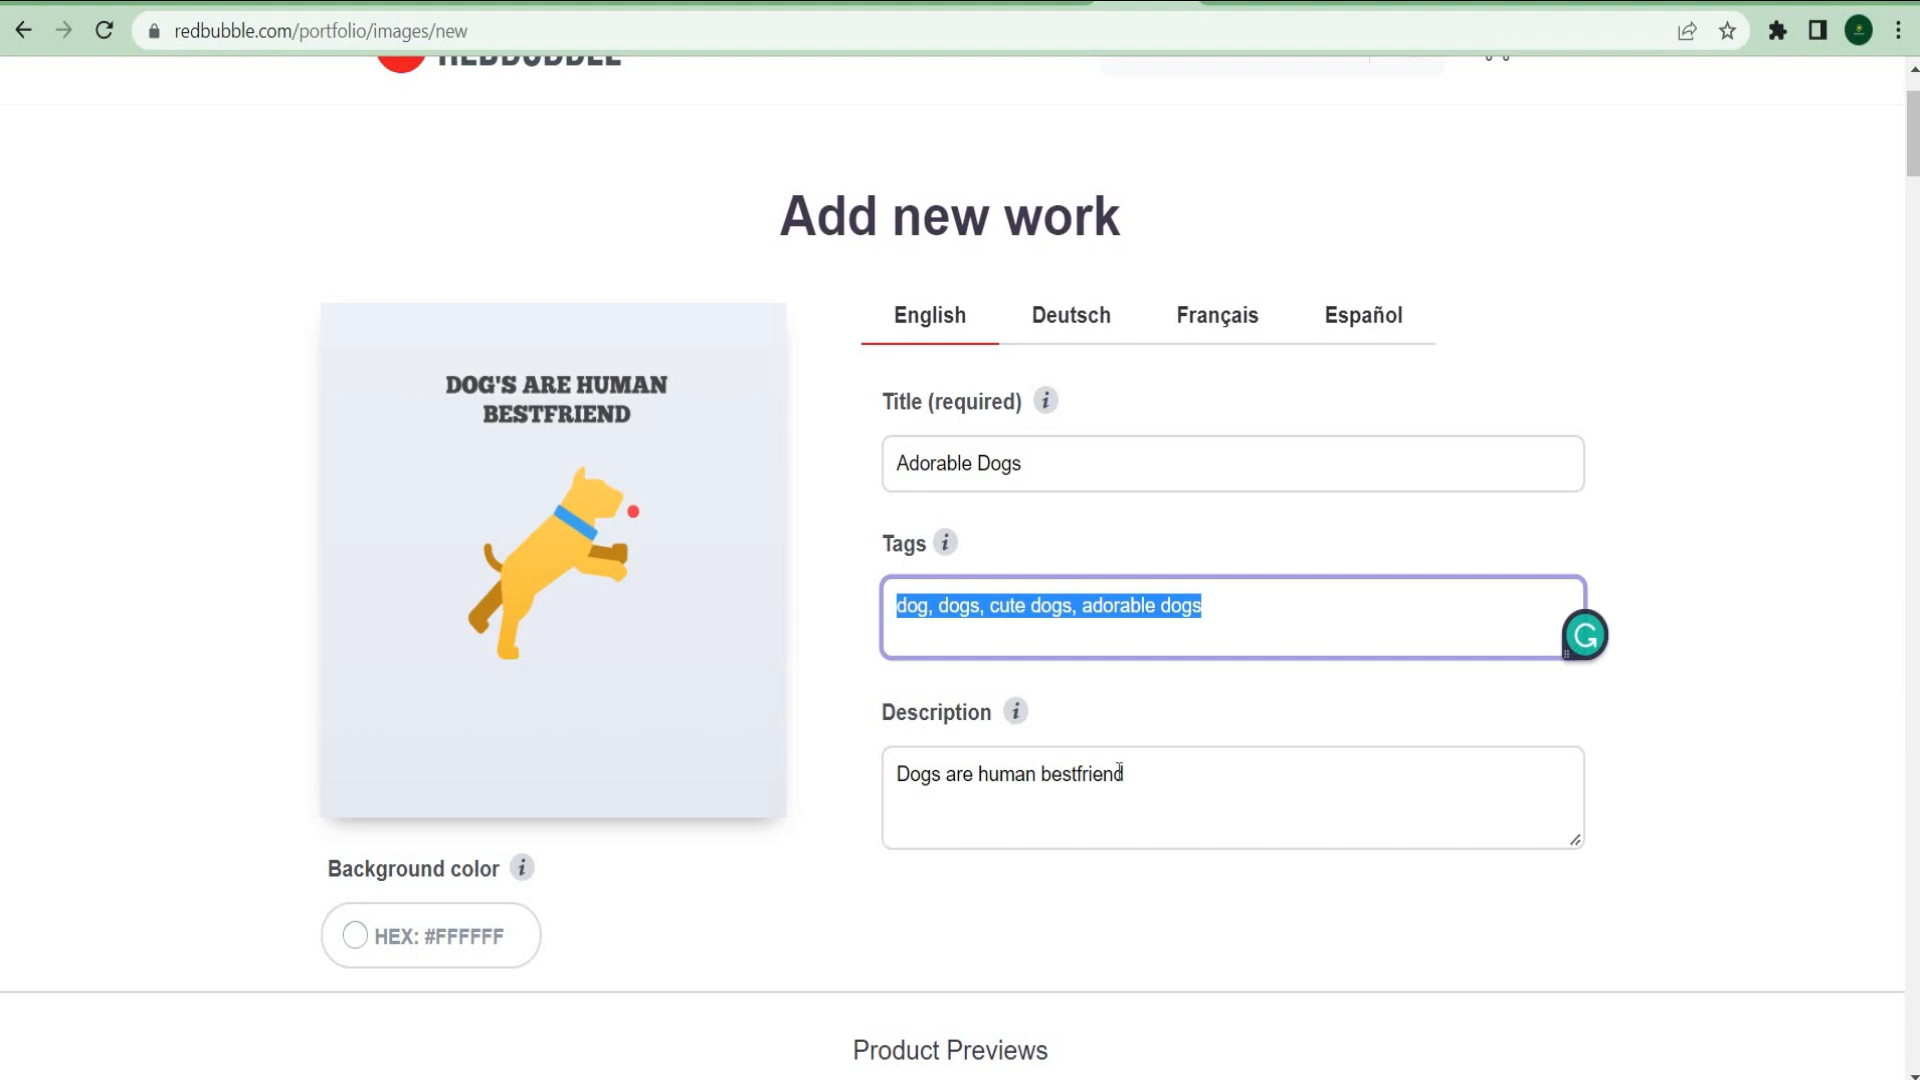 redbubble.com/portfolio/images/new
REDBUBBLE
Add new work
English Deutsch Français Español
DOG'S ARE HUMAN
BESTFRIEND
Title (required) i
Adorable Dogs
Tags i
dog, dogs, cute dogs, adorable dogs
Description i
Dogs are human bestfriend
Background color i
HEX: #FFFFFF
Product Previews